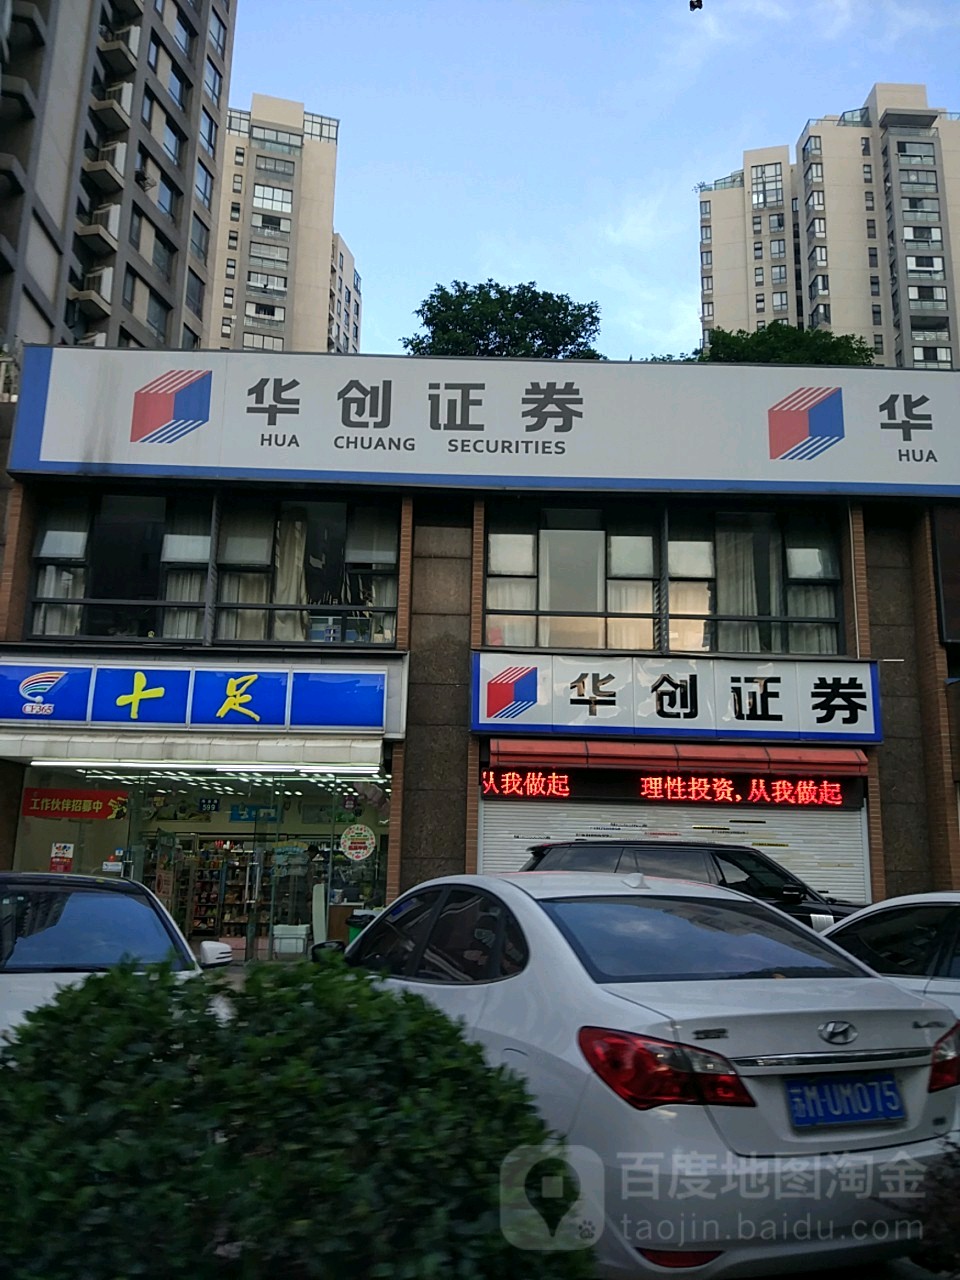 华创证券
HUA CHUANG SECURITIES
华
HUA
十足
华创证券
从我做起 理性投资,从我做起
工作伙伴招募中
599
苏M·UM075
百度地图淘金
taojin.baidu.com